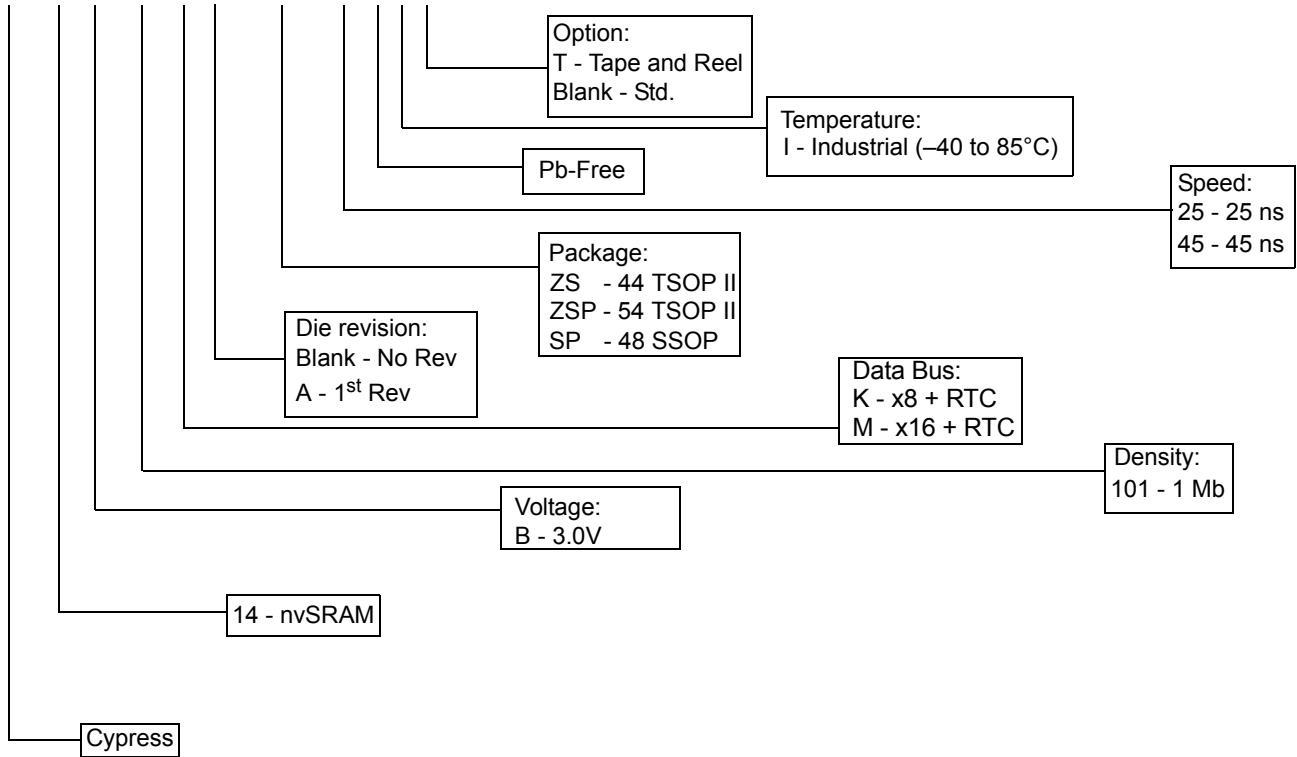 Option:
T - Tape and Reel
Blank - Std.
Temperature:
I - Industrial (–40 to 85°C)
Pb-Free
Speed:
25 - 25 ns
45 - 45 ns
Package:
ZS - 44 TSOP II
ZSP - 54 TSOP II
SP - 48 SSOP
Die revision:
Blank - No Rev
A - 1st Rev
Data Bus:
K - x8 + RTC
M - x16 + RTC
Density:
101 - 1 Mb
Voltage:
B - 3.0V
14 - nvSRAM
Cypress